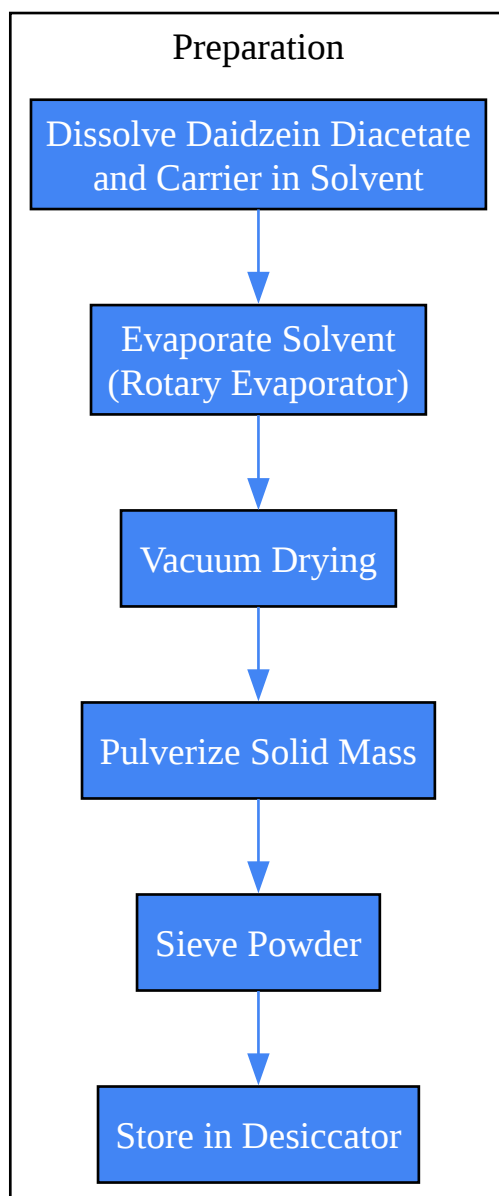 Preparation
Dissolve Daidzein Diacetate
and Carrier in Solvent
Evaporate Solvent
(Rotary Evaporator)
Vacuum Drying
Pulverize Solid Mass
Sieve Powder
Store in Desiccator